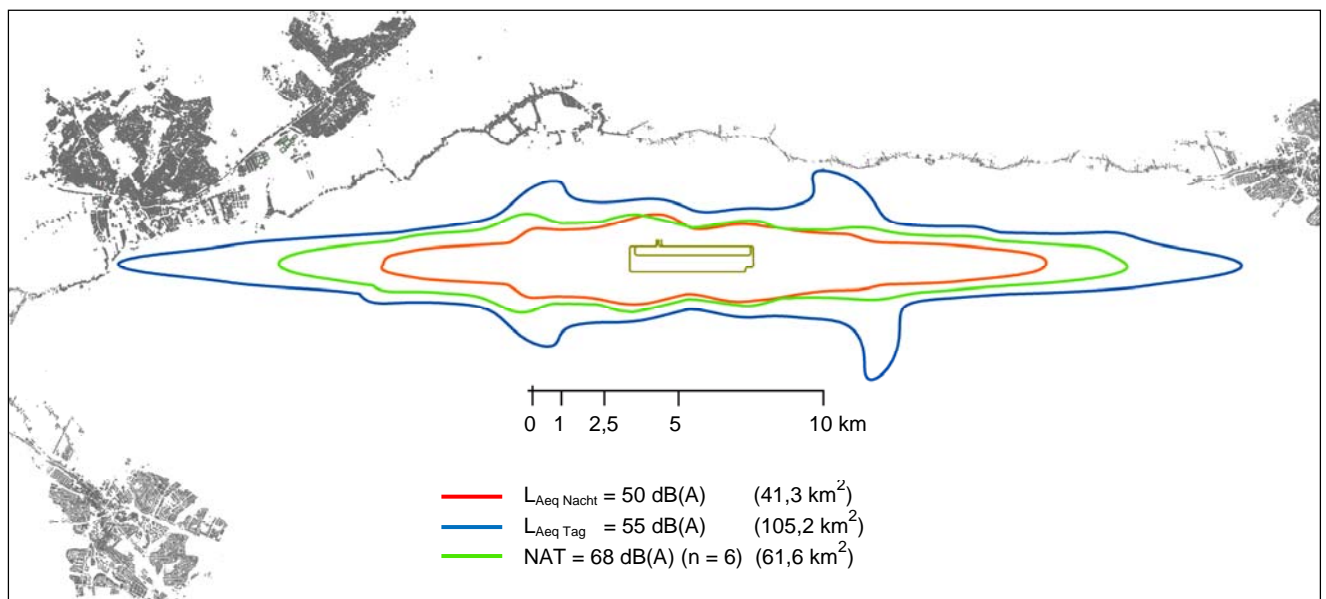 0 1 2,5 5 10 km
L_Aeq Nacht = 50 dB(A) (41,3 km²)
L_Aeq Tag = 55 dB(A) (105,2 km²)
NAT = 68 dB(A) (n = 6) (61,6 km²)